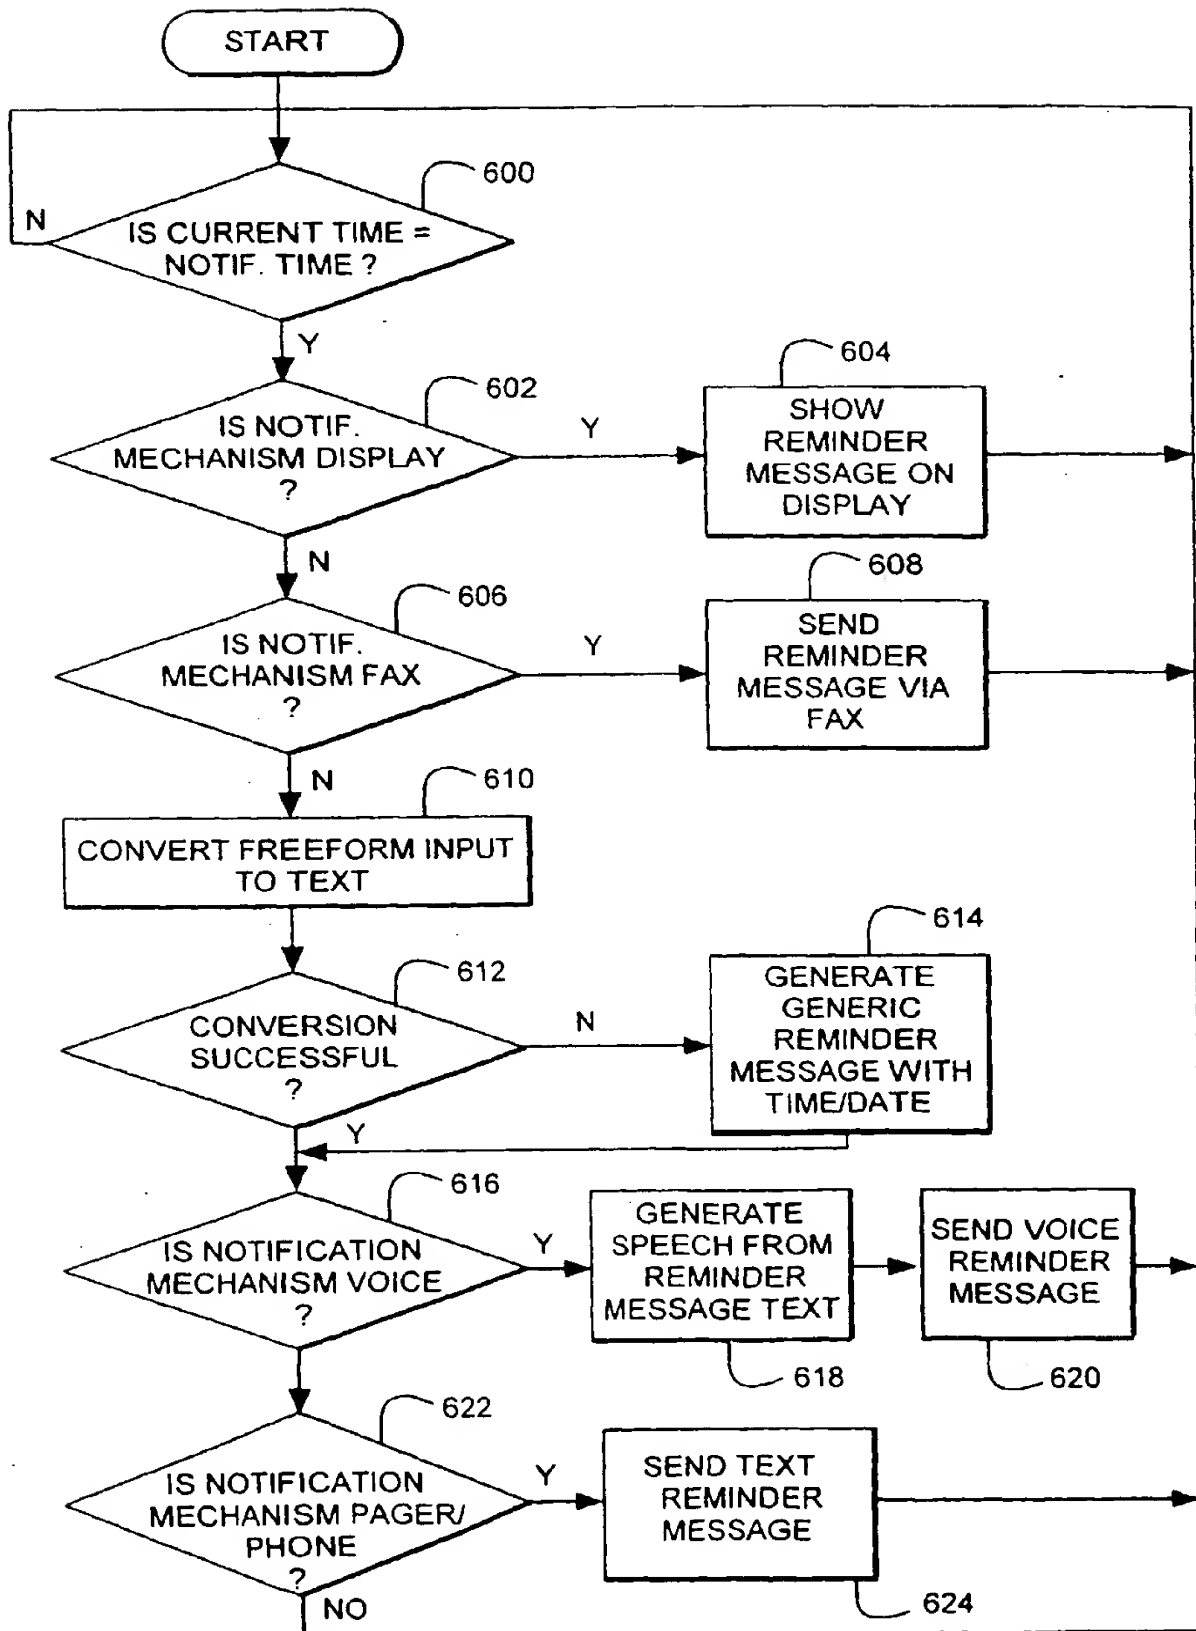 START
600
N
IS CURRENT TIME =
NOTIF. TIME ?
Y
604
602
IS NOTIF.
MECHANISM DISPLAY
?
Y
SHOW
REMINDER
MESSAGE ON
DISPLAY
N
608
606
IS NOTIF.
MECHANISM FAX
?
Y
SEND
REMINDER
MESSAGE VIA
FAX
N
610
CONVERT FREEFORM INPUT
TO TEXT
614
612
CONVERSION
SUCCESSFUL
?
N
GENERATE
GENERIC
REMINDER
MESSAGE WITH
TIME/DATE
Y
616
IS NOTIFICATION
MECHANISM VOICE
?
Y
GENERATE
SPEECH FROM
REMINDER
MESSAGE TEXT
SEND VOICE
REMINDER
MESSAGE
618
620
622
IS NOTIFICATION
MECHANISM PAGER/
PHONE
?
Y
SEND TEXT
REMINDER
MESSAGE
624
NO